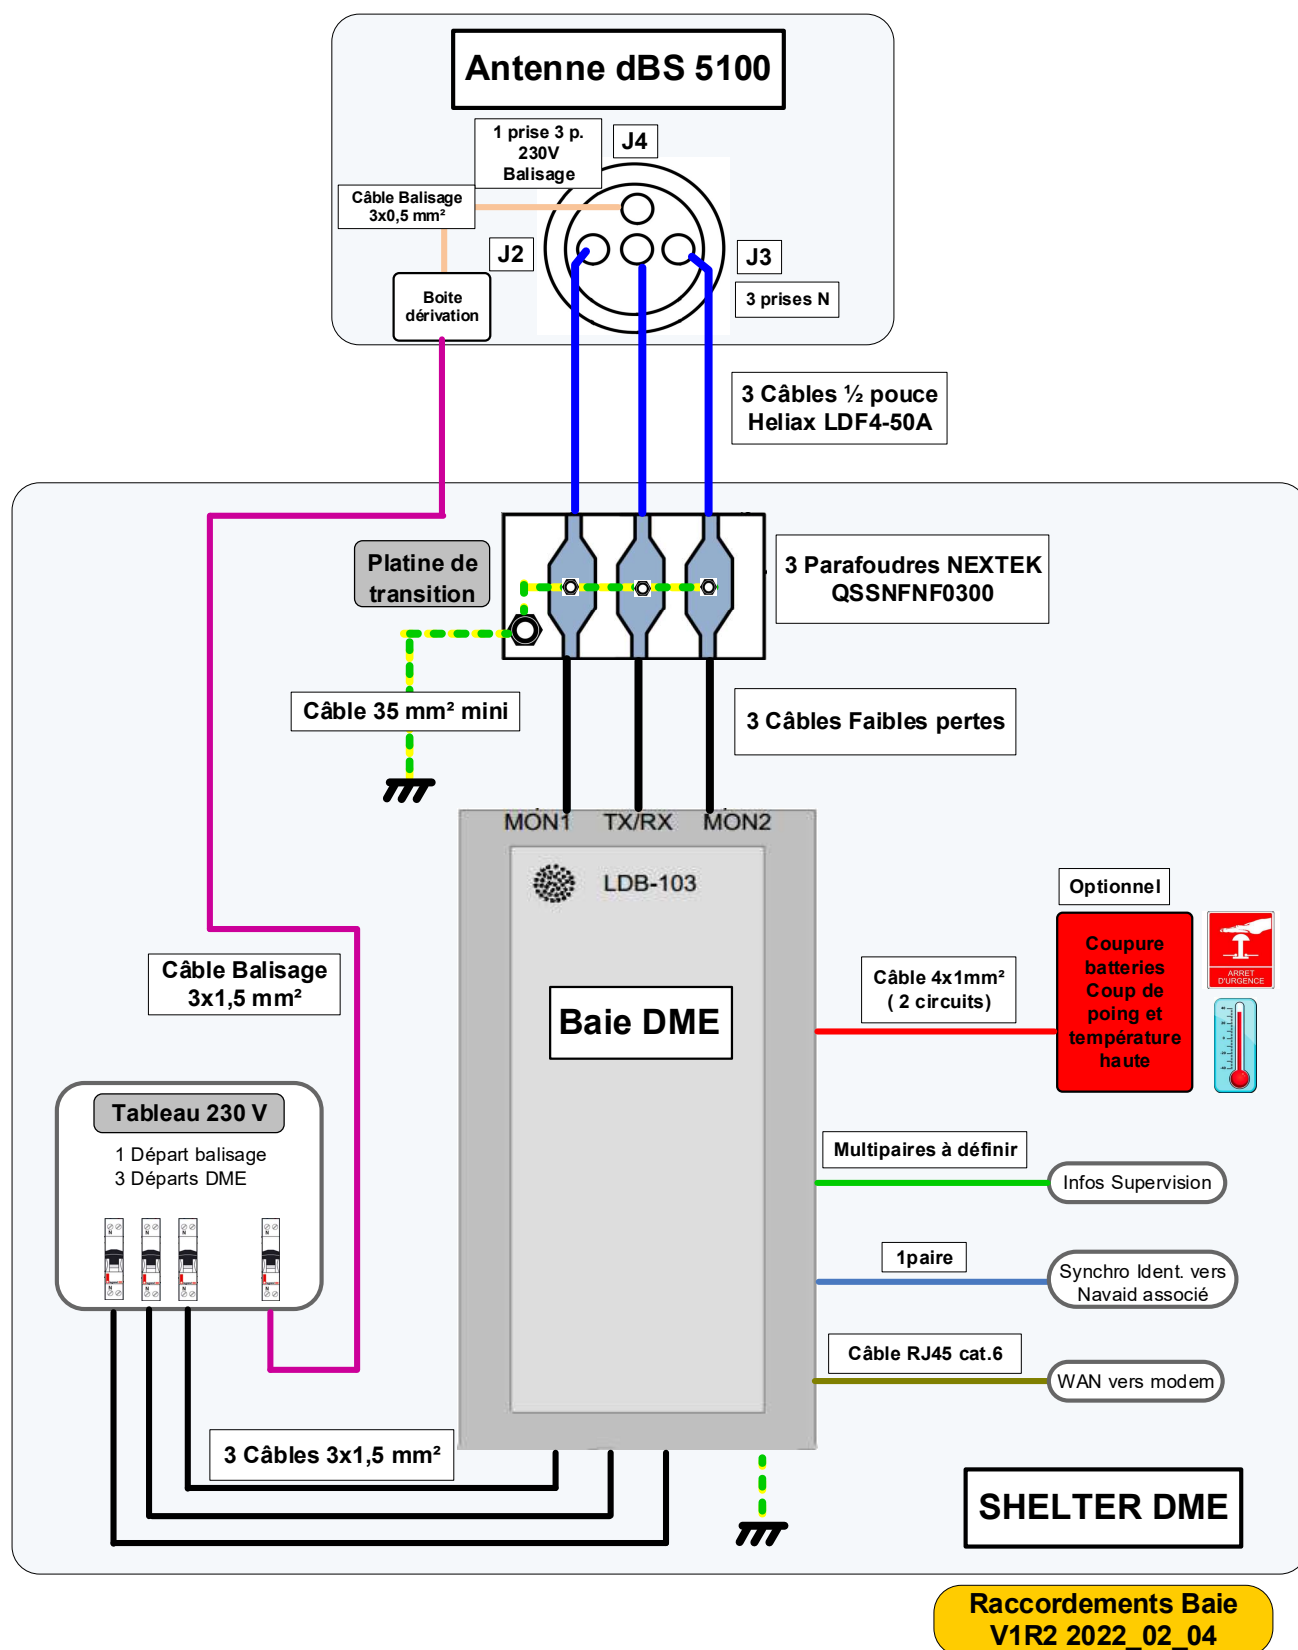 Antenne dBS 5100
1 prise 3 p.
230V
Balisage
J4
Câble Balisage
3x0,5 mm²
J2
J3
3 prises N
Boite
dérivation
3 Câbles ½ pouce
Heliax LDF4-50A
Platine de
transition
3 Parafoudres NEXTEK
QSSNFNF0300
Câble 35 mm² mini
3 Câbles Faibles pertes
MON1 TX/RX MON2
LDB-103
Optionnel
Coupure
batteries
Coup de
poing et
température
haute
ARRET
D'URGENCE
Câble 4x1mm²
( 2 circuits)
Câble Balisage
3x1,5 mm²
Baie DME
Tableau 230 V
1 Départ balisage
3 Départs DME
Multipaires à définir
Infos Supervision
1paire
Synchro Ident. vers
Navaid associé
Câble RJ45 cat.6
WAN vers modem
3 Câbles 3x1,5 mm²
SHELTER DME
Raccordements Baie
V1R2 2022_02_04